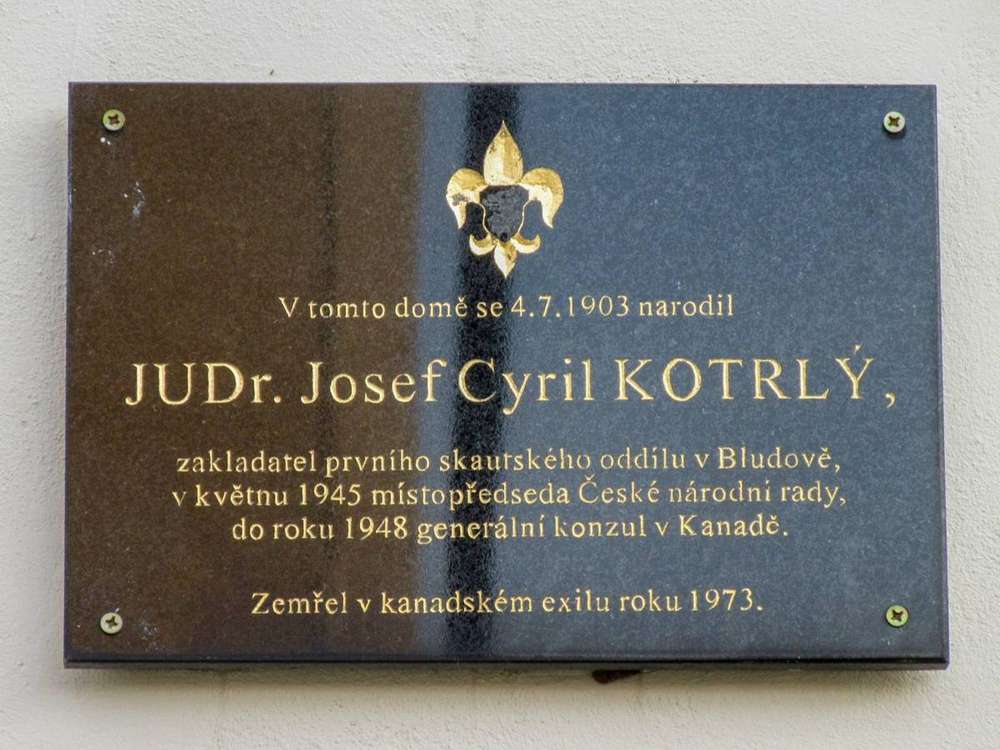 V tomto domě se 4.7.1903 narodil
JUDr. Josef Cyril KOTRLÝ,
zakladatel prvního skautského oddílu v Bludově,
v květnu 1945 místopředseda České národní rady,
do roku 1948 generální konzul v Kanadě.
Zemřel v kanadském exilu roku 1973.